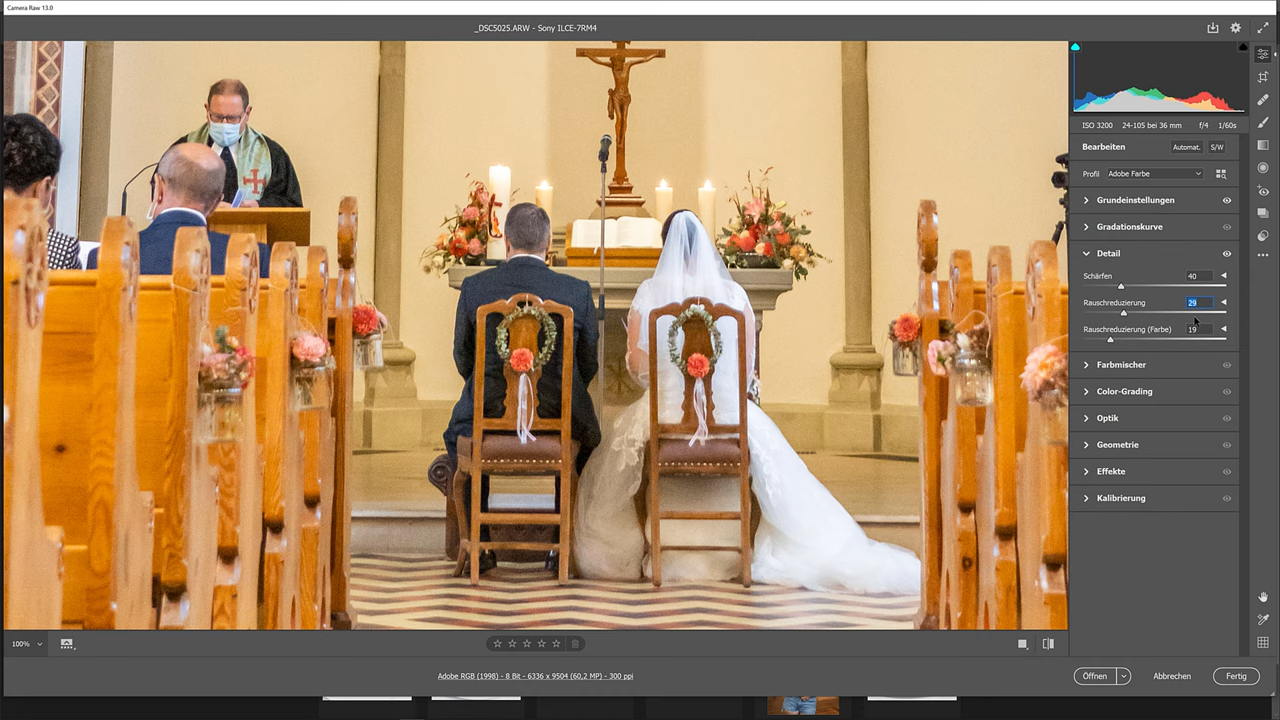 Camera Raw 13.0
_DSC5025.ARW - Sony ILCE-7RM4
ISO 3200 24-105 bei 36 mm f/4 1/60s
Bearbeiten Automat. S/W
Profil Adobe Farbe
Grundeinstellungen
Gradationskurve
Detail
Schärfen 40
Rauschreduzierung 29
Rauschreduzierung (Farbe) 19
Farbmischer
Color-Grading
Optik
Geometrie
Effekte
Kalibrierung
100%
Adobe RGB (1998) - 8 Bit - 6336 x 9504 (60,2 MP) - 300 ppi
Öffnen Abbrechen Fertig